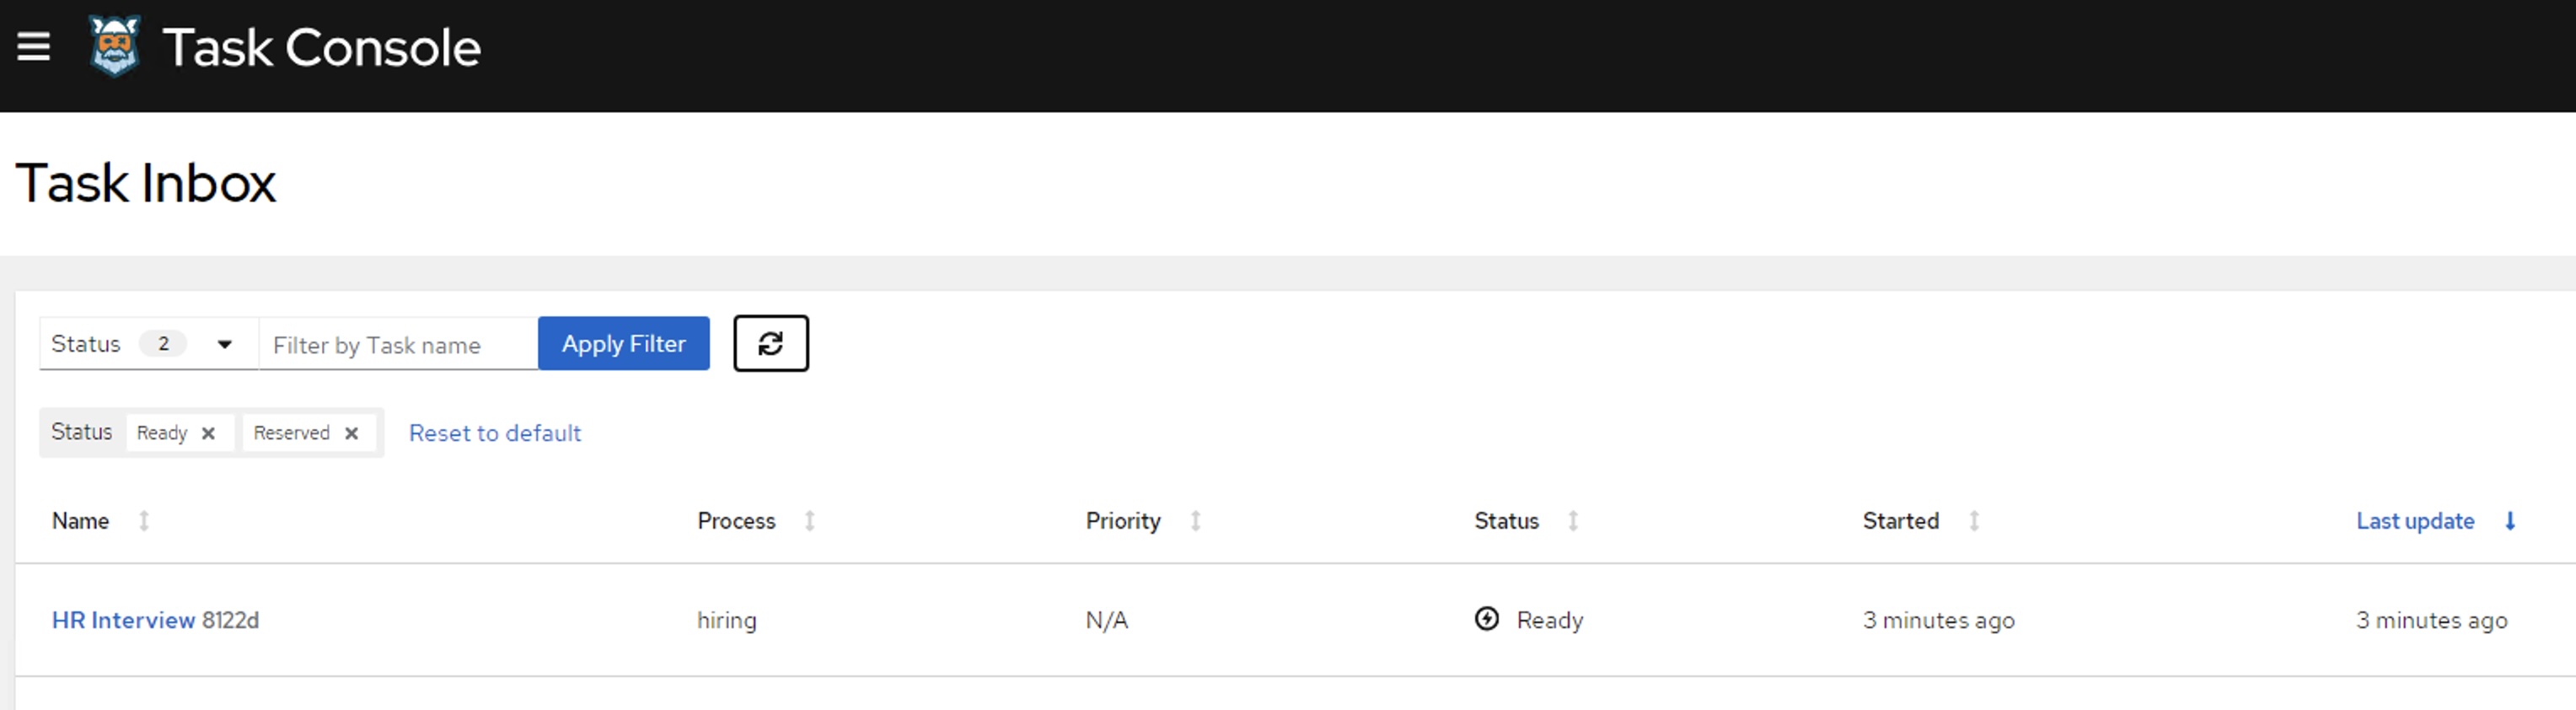 Task Console
Task Inbox
Status 2 Filter by Task name Apply Filter
Status Ready Reserved Reset to default
Name Process Priority Status Started Last update
HR Interview 8122d hiring N/A Ready 3 minutes ago 3 minutes ago